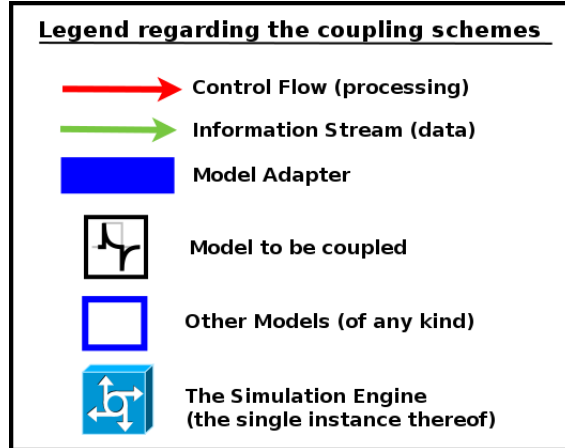 Legend regarding the coupling schemes
Control Flow (processing)
Information Stream (data)
Model Adapter
Model to be coupled
Other Models (of any kind)
The Simulation Engine
(the single instance thereof)